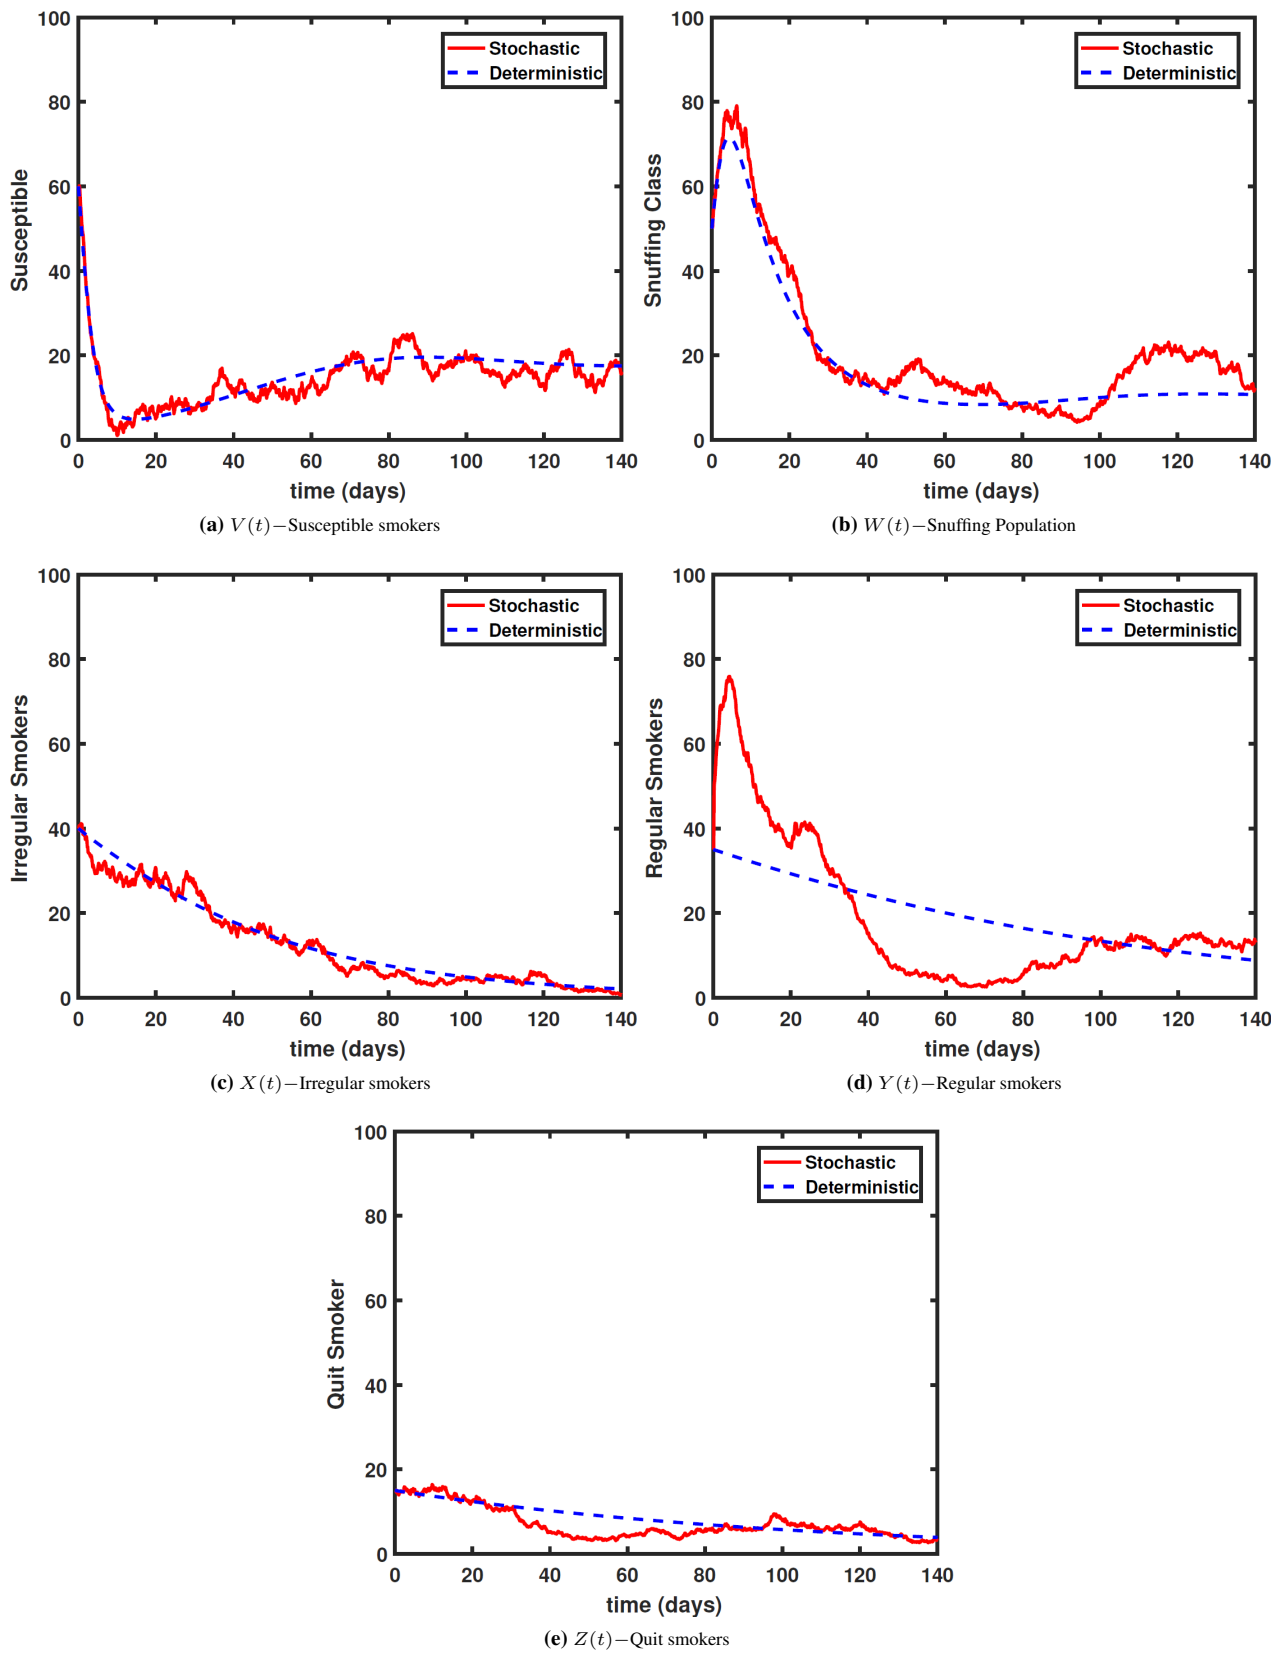 100
80
60
40
20
0
Susceptible
Stochastic
Deterministic
0 20 40 60 80 100 120 140
time (days)
(a) V(t)−Susceptible smokers
100
80
60
40
20
0
Snuffing Class
Stochastic
Deterministic
0 20 40 60 80 100 120 140
time (days)
(b) W(t)−Snuffing Population
100
80
60
40
20
0
Irregular Smokers
Stochastic
Deterministic
0 20 40 60 80 100 120 140
time (days)
(c) X(t)−Irregular smokers
100
80
60
40
20
0
Regular Smokers
Stochastic
Deterministic
0 20 40 60 80 100 120 140
time (days)
(d) Y(t)−Regular smokers
100
80
60
40
20
0
Quit Smoker
Stochastic
Deterministic
0 20 40 60 80 100 120 140
time (days)
(e) Z(t)−Quit smokers